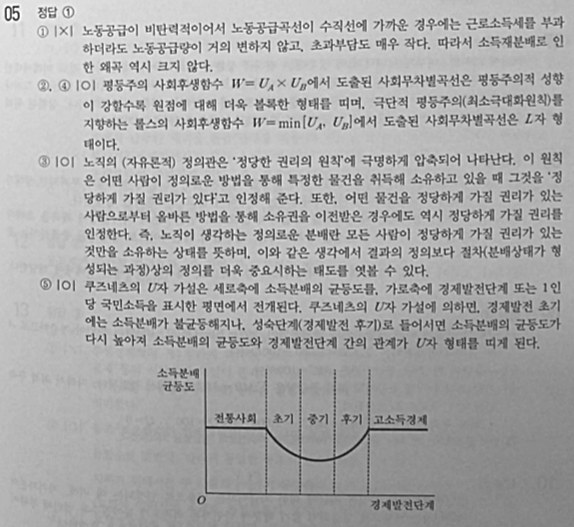 05 정답 ①
① |×| 노동공급이 비탄력적이어서 노동공급곡선이 수직선에 가까운 경우에는 근로소득세를 부과
하더라도 노동공급량이 거의 변하지 않고, 초과부담도 매우 작다. 따라서 소득재분배로 인
한 왜곡 역시 크지 않다.
②, ④ |○| 평등주의 사회후생함수 W= U_A × U_B에서 도출된 사회무차별곡선은 평등주의적 성향
이 강할수록 원점에 대해 더욱 볼록한 형태를 띠며, 극단적 평등주의(최소극대화원칙)를
지향하는 롤스의 사회후생함수 W=min[U_A, U_B]에서 도출된 사회무차별곡선은 L자 형
태이다.
③ |○| 노직의 (자유론적) 정의관은 '정당한 권리의 원칙'에 극명하게 압축되어 나타난다. 이 원칙
은 어떤 사람이 정의로운 방법을 통해 특정한 물건을 취득해 소유하고 있을 때 그것을 '정
당하게 가질 권리가 있다'고 인정해 준다. 또한, 어떤 물건을 정당하게 가질 권리가 있는
사람으로부터 올바른 방법을 통해 소유권을 이전받은 경우에도 역시 정당하게 가질 권리를
인정한다. 즉, 노직이 생각하는 정의로운 분배란 모든 사람이 정당하게 가질 권리가 있는
것만을 소유하는 상태를 뜻하며, 이와 같은 생각에서 결과의 정의보다 절차(분배상태가 형
성되는 과정)상의 정의를 더욱 중요시하는 태도를 엿볼 수 있다.
⑤ |○| 쿠즈네츠의 U자 가설은 세로축에 소득분배의 균등도를, 가로축에 경제발전단계 또는 1인
당 국민소득을 표시한 평면에서 전개된다. 쿠즈네츠의 U자 가설에 의하면, 경제발전 초기
에는 소득분배가 불균등해지나, 성숙단계(경제발전 후기)로 들어서면 소득분배의 균등도가
다시 높아져 소득분배의 균등도와 경제발전단계 간의 관계가 U자 형태를 띠게 된다.
소득분배
균등도
전통사회 초기 중기 후기 고소득경제
O
경제발전단계